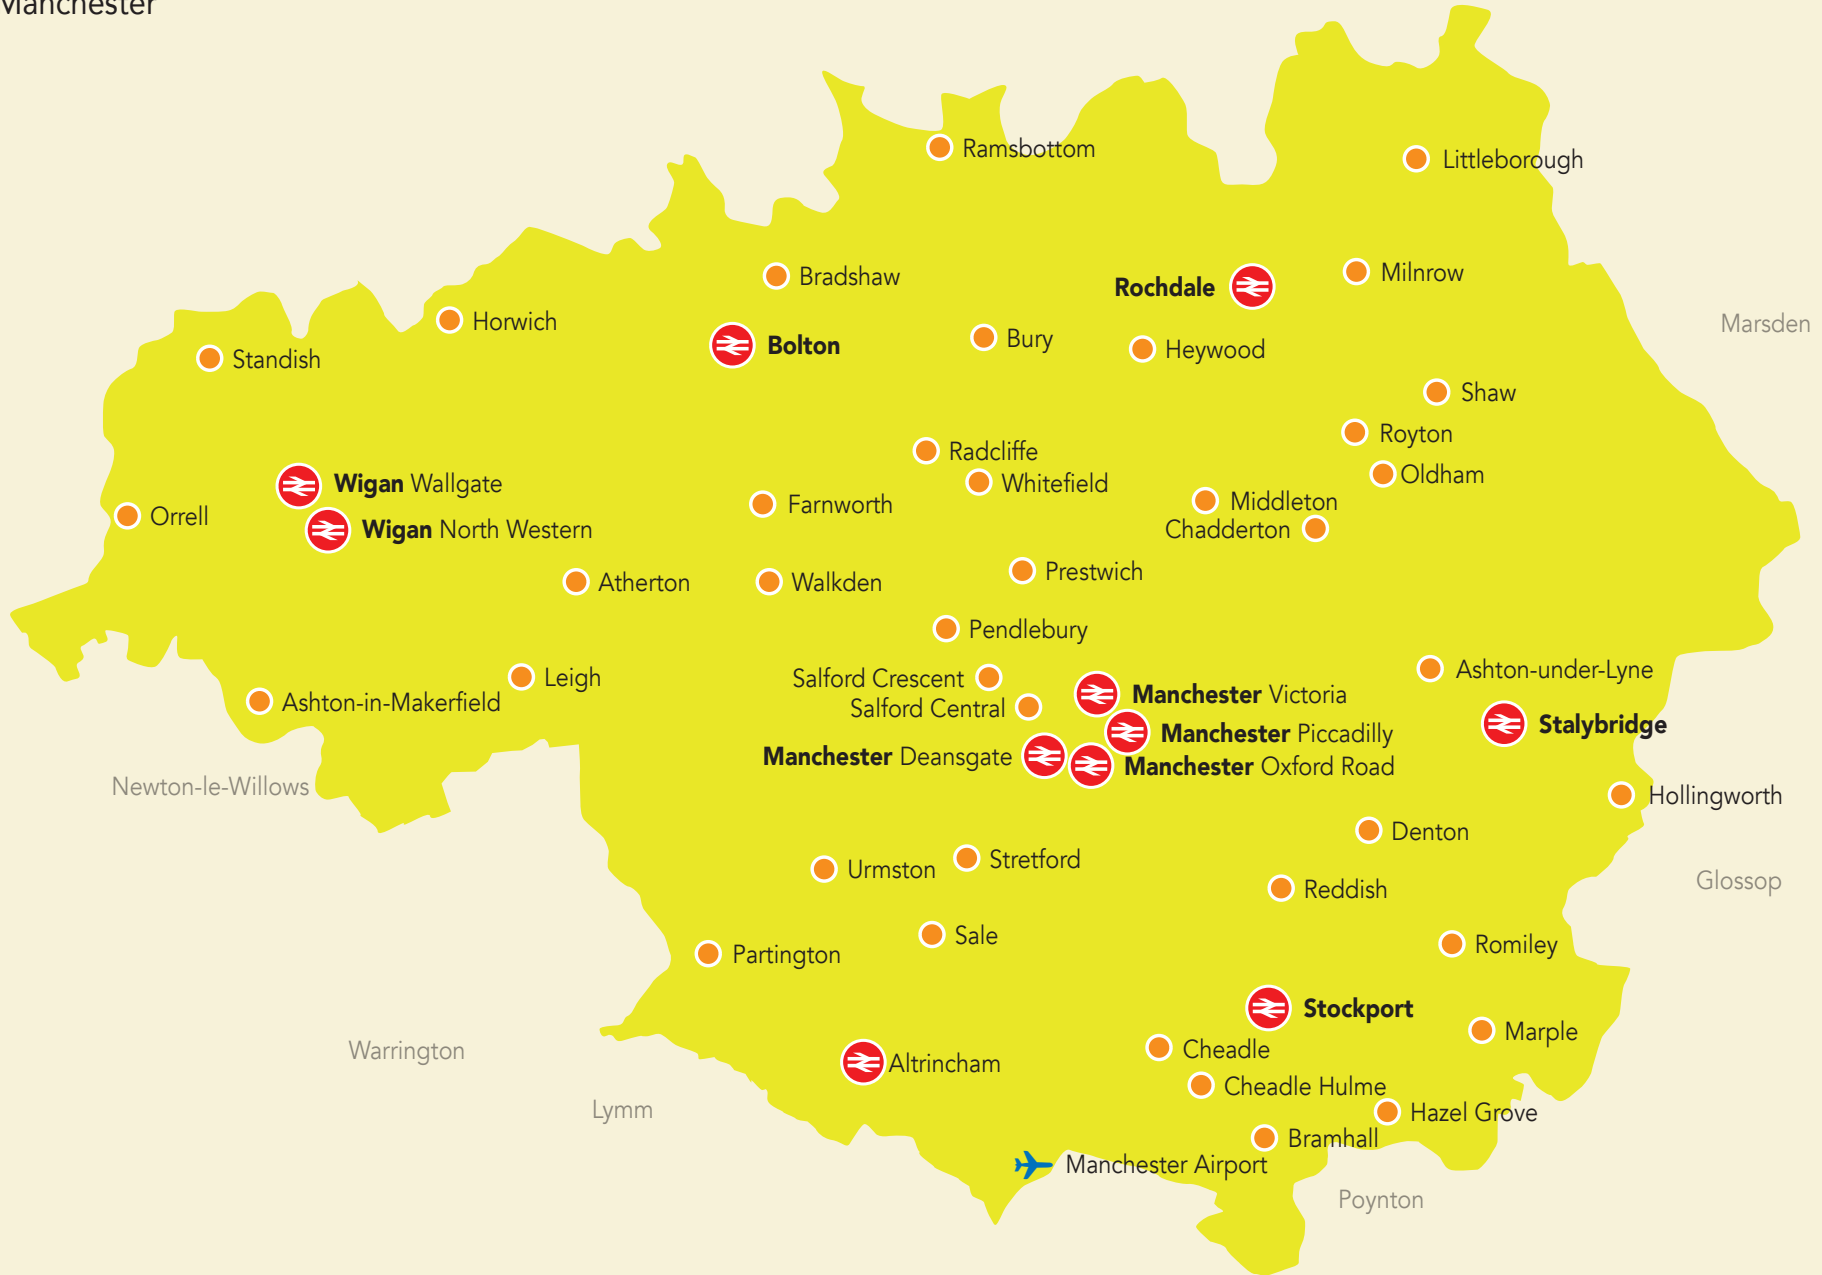 Manchester
Ramsbottom
Littleborough
Bradshaw
Rochdale
Milnrow
Horwich
Marsden
Standish
Bolton
Bury
Heywood
Shaw
Royton
Radcliffe
Wigan Wallgate
Whitefield
Oldham
Orrell
Farnworth
Middleton
Wigan North Western
Chadderton
Atherton
Walkden
Prestwich
Pendlebury
Leigh
Salford Crescent
Ashton-under-Lyne
Ashton-in-Makerfield
Salford Central
Manchester Victoria
Stalybridge
Manchester Piccadilly
Manchester Deansgate
Manchester Oxford Road
Newton-le-Willows
Hollingworth
Denton
Urmston
Stretford
Reddish
Glossop
Partington
Sale
Romiley
Stockport
Marple
Warrington
Altrincham
Cheadle
Cheadle Hulme
Lymm
Hazel Grove
Bramhall
Manchester Airport
Poynton